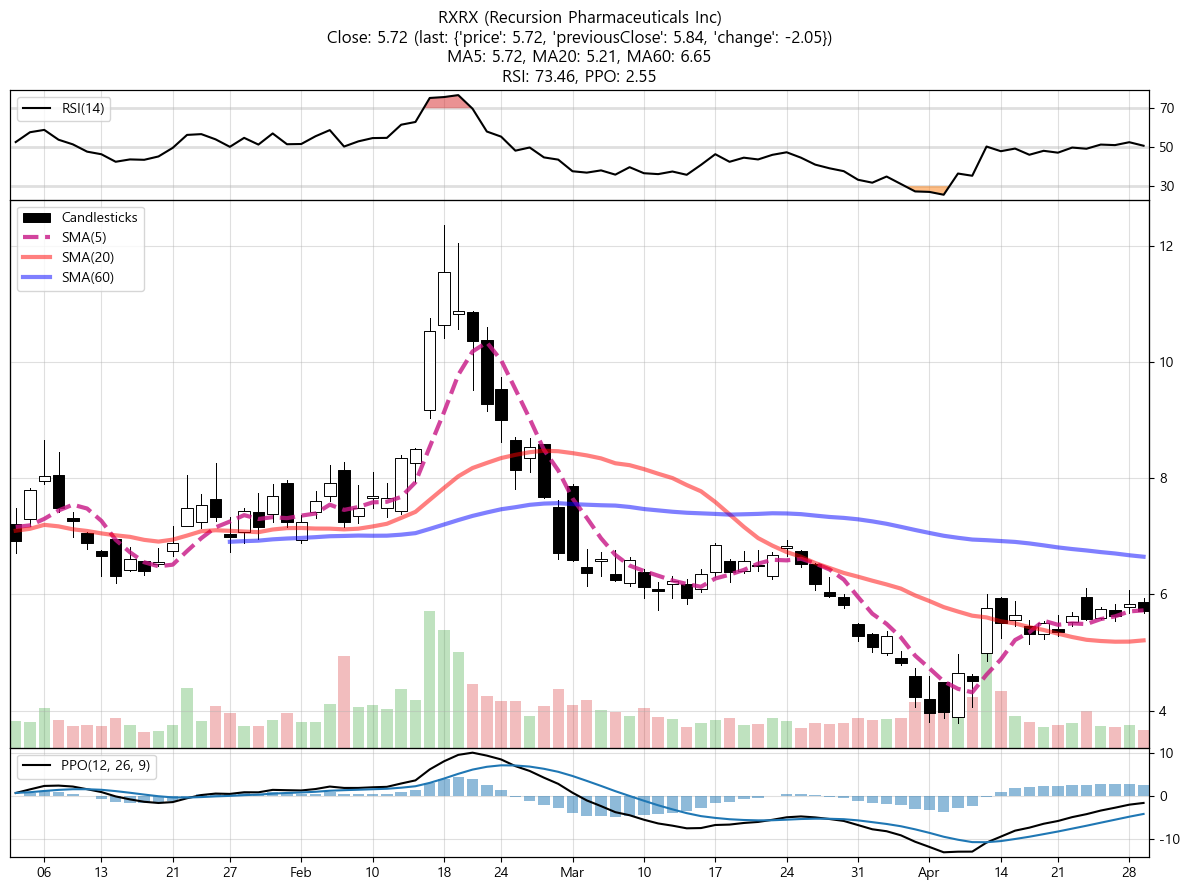 RXRX (Recursion Pharmaceuticals Inc)
Close: 5.72 (last: {'price': 5.72, 'previousClose': 5.84, 'change': -2.05})
MA5: 5.72, MA20: 5.21, MA60: 6.65
RSI: 73.46, PPO: 2.55
RSI(14)
70
50
30
Candlesticks
SMA(5)
SMA(20)
SMA(60)
12
10
8
6
4
PPO(12, 26, 9)
10
0
-10
06 13 21 27 Feb 10 18 24 Mar 10 17 24 31 Apr 14 21 28